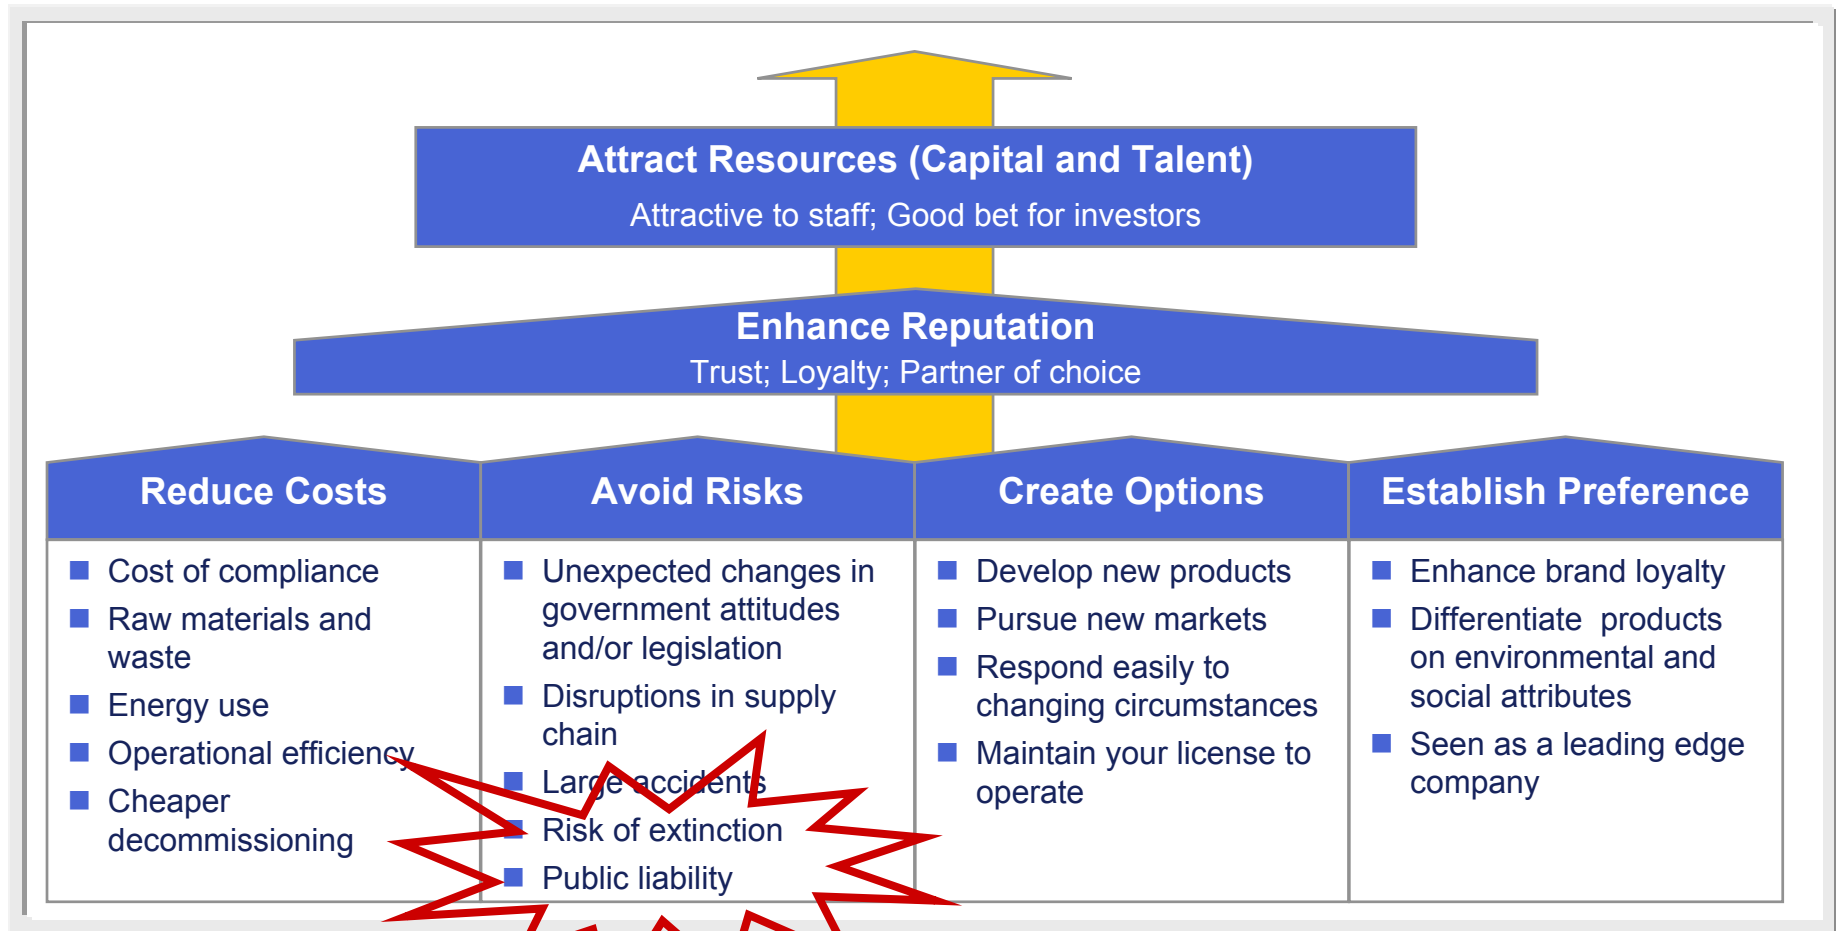 Attract Resources (Capital and Talent)
Attractive to staff; Good bet for investors
Enhance Reputation
Trust; Loyalty; Partner of choice
Reduce Costs
Cost of compliance
Raw materials and
waste
Energy use
Operational efficiency
Cheaper
decommissioning
Avoid Risks
Unexpected changes in
government attitudes
and/or legislation
Disruptions in supply
chain
Large accidents
Risk of extinction
Public liability
Create Options
Develop new products
Pursue new markets
Respond easily to
changing circumstances
Maintain your license to
operate
Establish Preference
Enhance brand loyalty
Differentiate products
on environmental and
social attributes
Seen as a leading edge
company